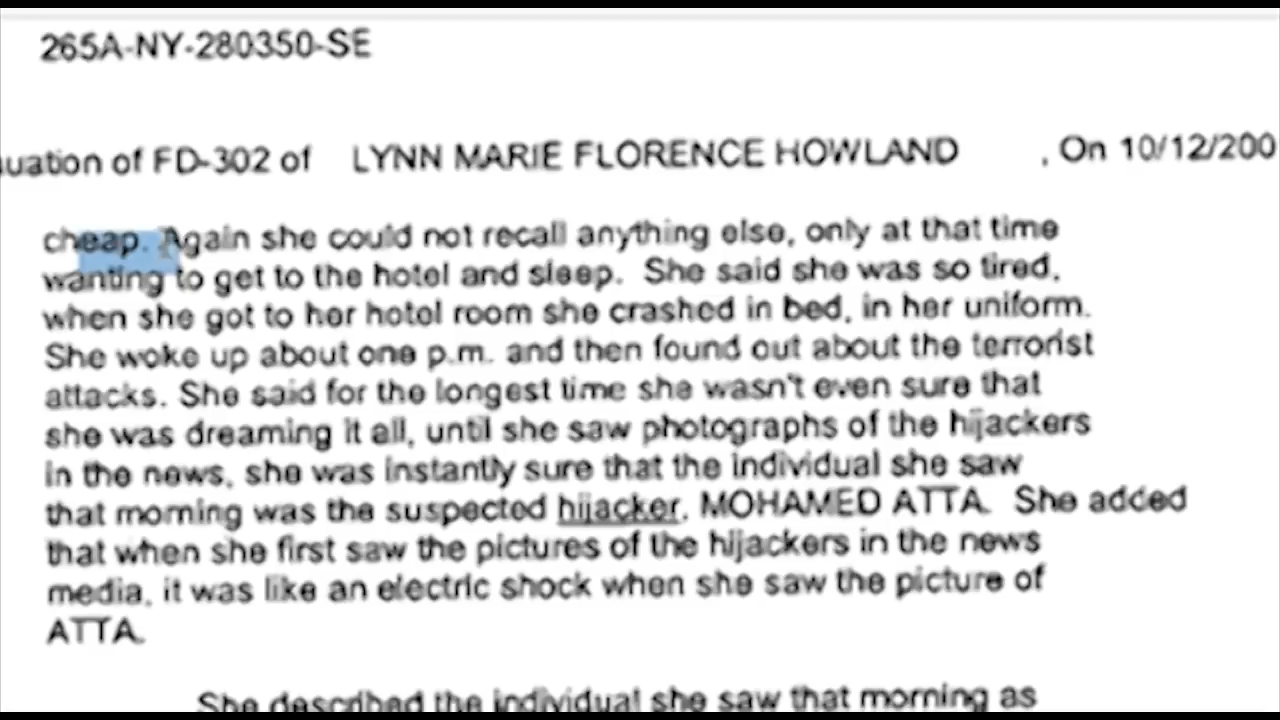 265A-NY-280350-SE
uation of FD-302 of LYNN MARIE FLORENCE HOWLAND , On 10/12/200
cheap. Again she could not recall anything else, only at that time
wanting to get to the hotel and sleep. She said she was so tired,
when she got to her hotel room she crashed in bed, in her uniform.
She woke up about one p.m. and then found out about the terrorist
attacks. She said for the longest time she wasn't even sure that
she was dreaming it all, until she saw photographs of the hijackers
in the news, she was instantly sure that the individual she saw
that morning was the suspected hijacker, MOHAMED ATTA. She added
that when she first saw the pictures of the hijackers in the news
media, it was like an electric shock when she saw the picture of
ATTA.
She described the individual she saw that morning as